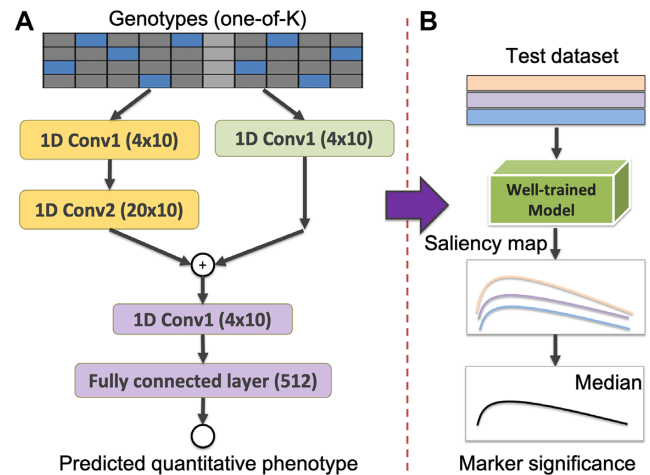 A
Genotypes (one-of-K)
1D Conv1 (4x10)
1D Conv1 (4x10)
1D Conv2 (20x10)
+
1D Conv1 (4x10)
Fully connected layer (512)
Predicted quantitative phenotype
B
Test dataset
Well-trained
Model
Saliency map
Median
Marker significance